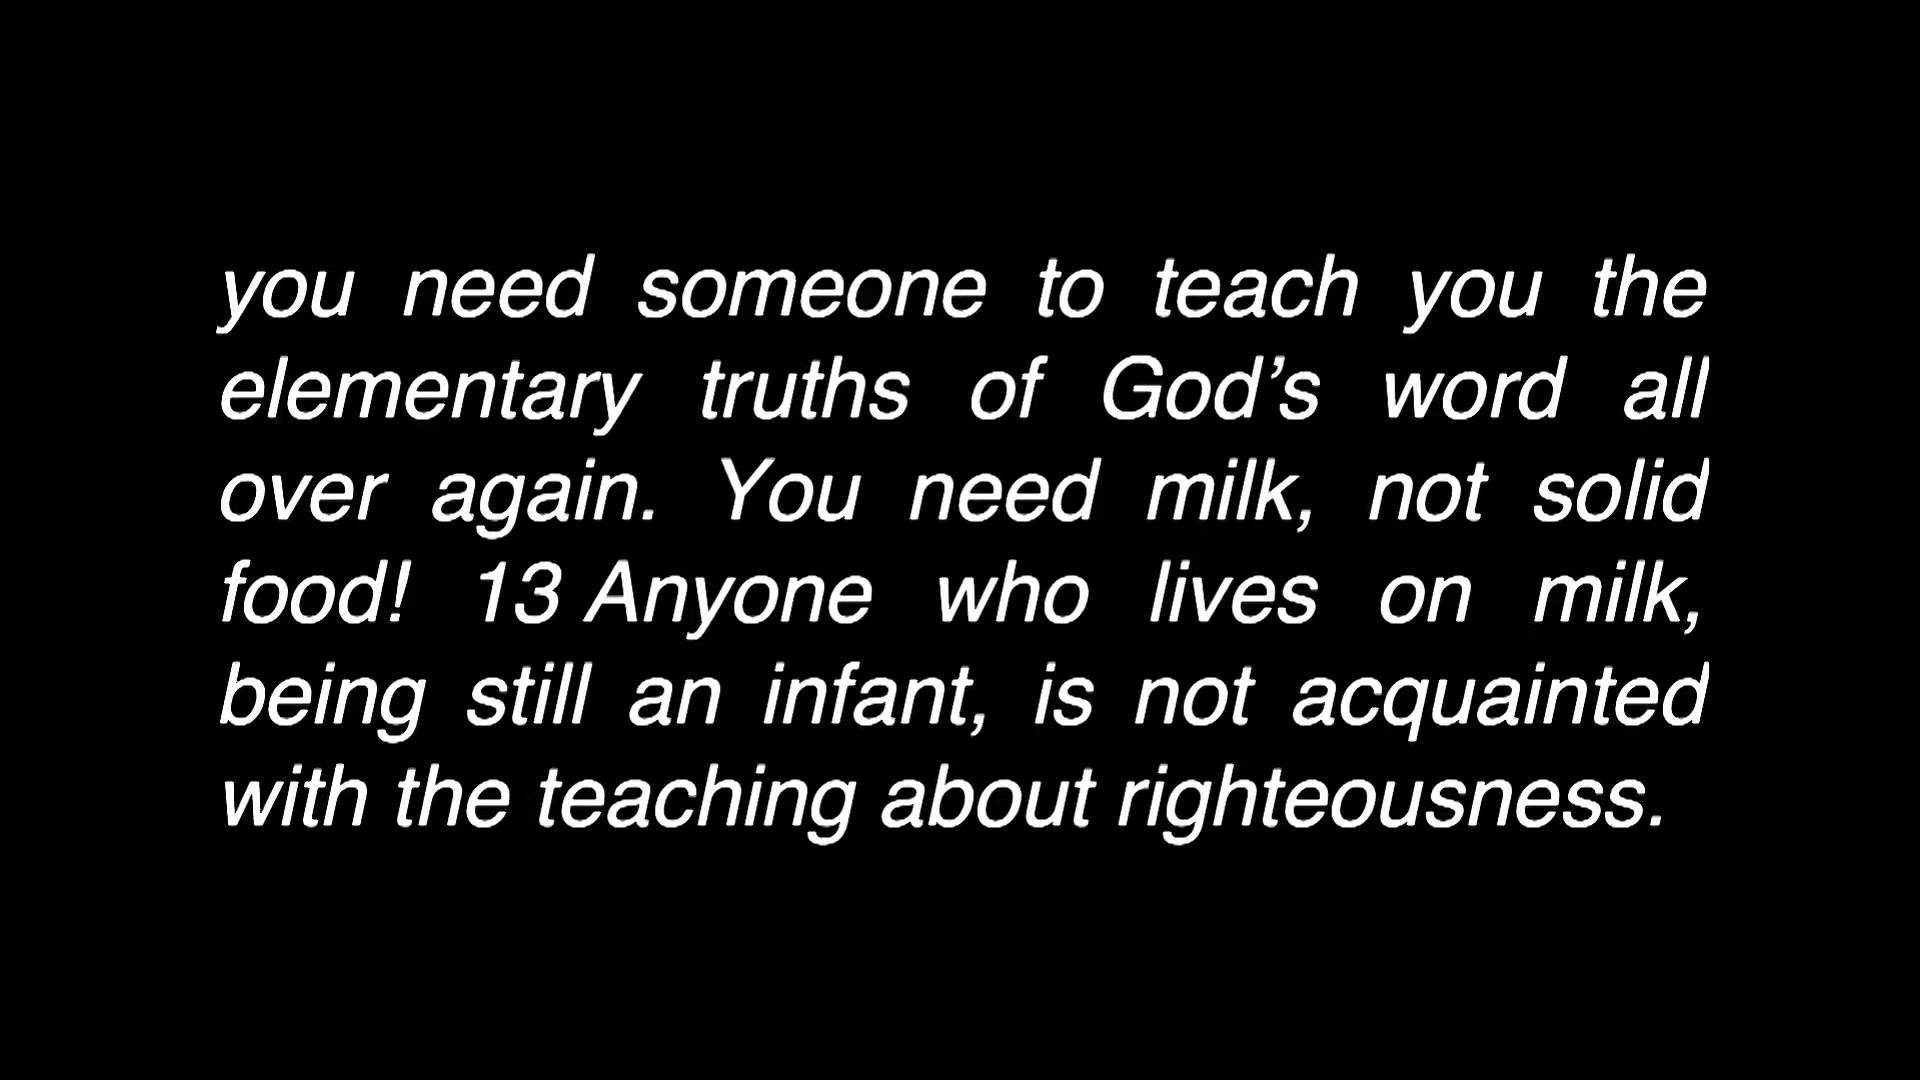 you need someone to teach you the
elementary truths of God’s word all
over again. You need milk, not solid
food! 13 Anyone who lives on milk,
being still an infant, is not acquainted
with the teaching about righteousness.